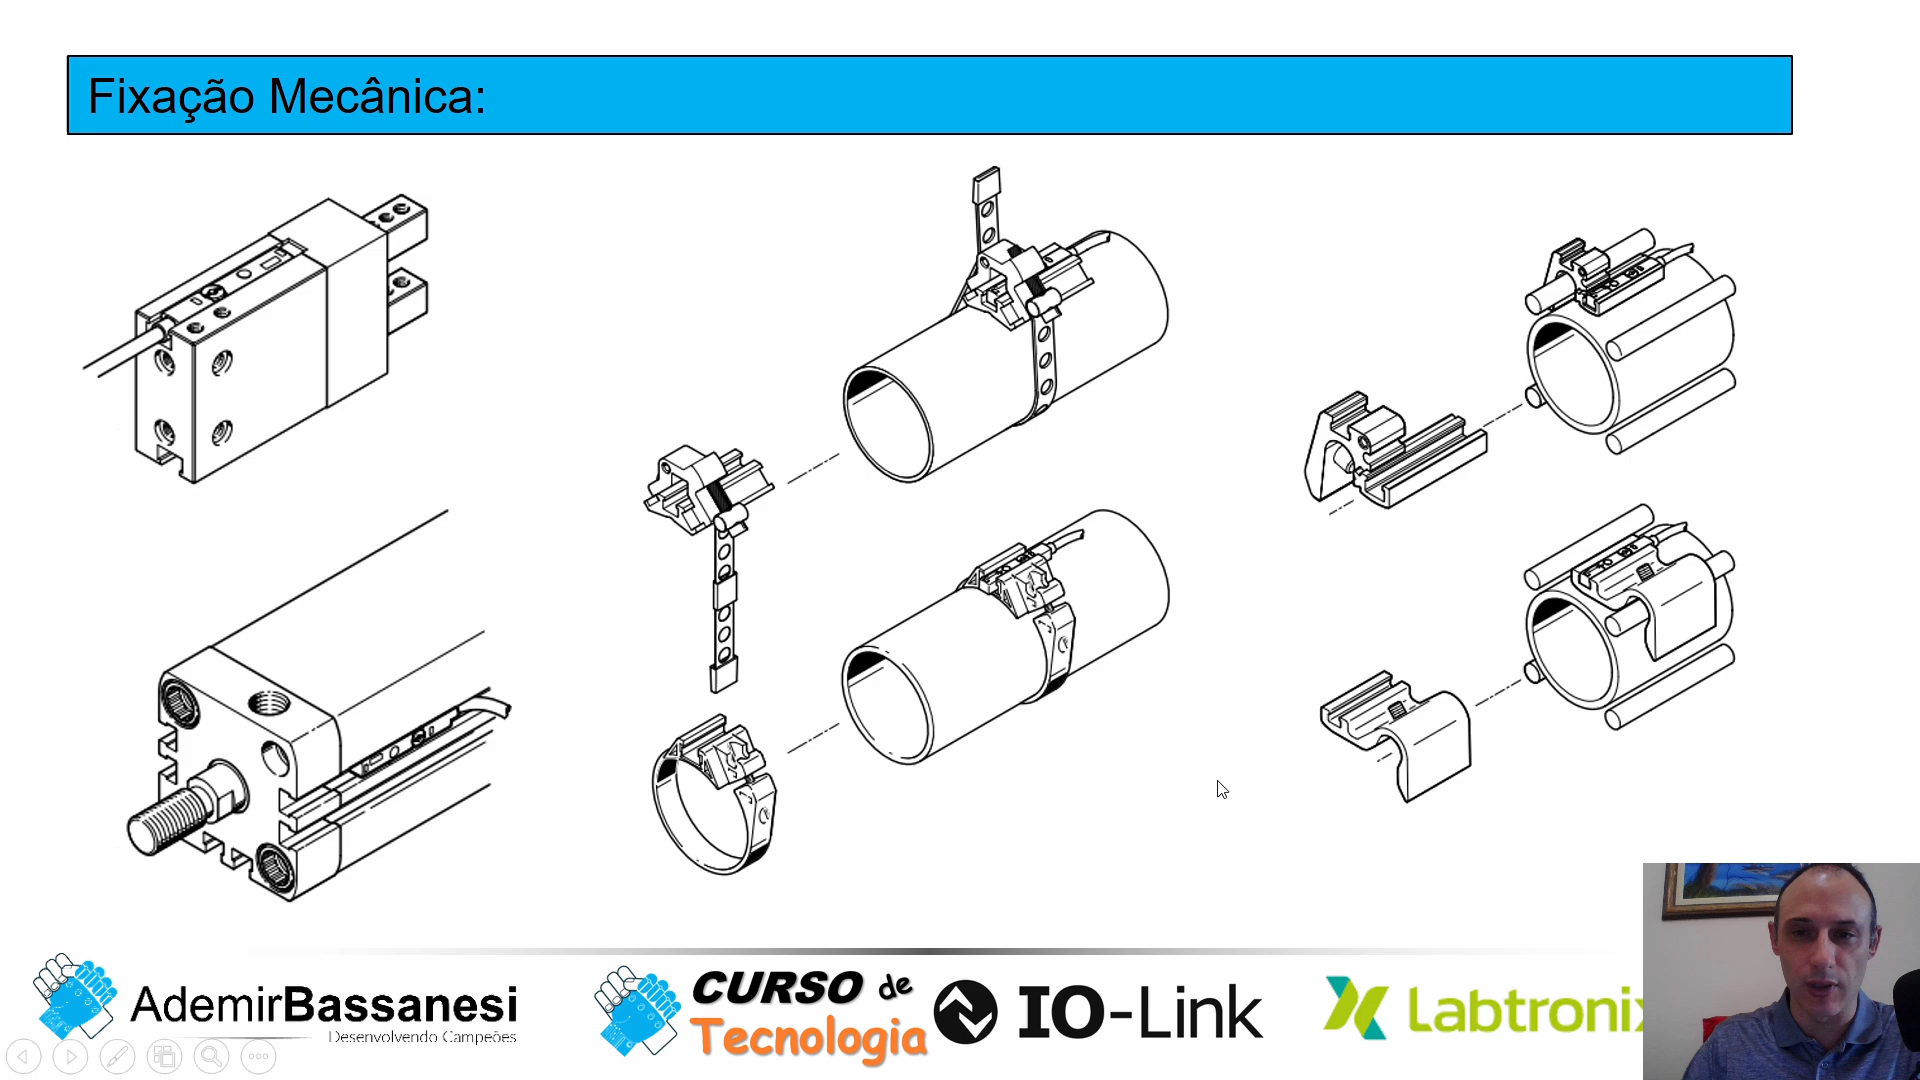 Fixação Mecânica:
AdemirBassanesi
Desenvolvendo Campeões
CURSO de
Tecnologia
IO-Link
Labtronix